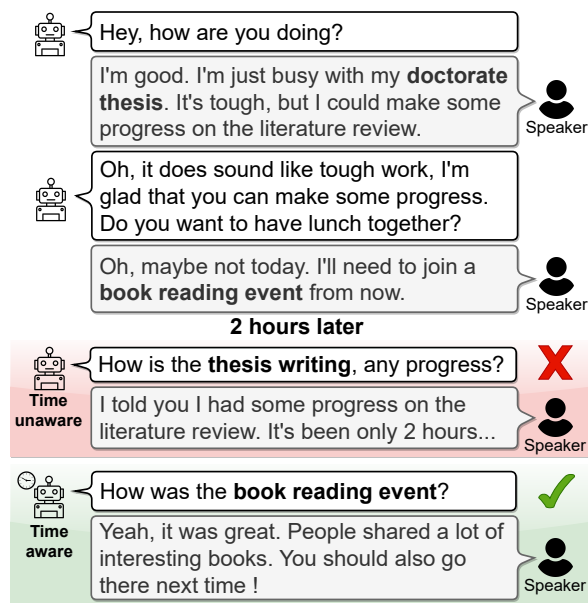 Hey, how are you doing?
I'm good. I'm just busy with my doctorate
thesis. It's tough, but I could make some
progress on the literature review.
Speaker
Oh, it does sound like tough work, I'm
glad that you can make some progress.
Do you want to have lunch together?
Oh, maybe not today. I'll need to join a
book reading event from now.
Speaker
2 hours later
How is the thesis writing, any progress?
Time
unaware
I told you I had some progress on the
literature review. It's been only 2 hours...
Speaker
How was the book reading event?
Time
aware
Yeah, it was great. People shared a lot of
interesting books. You should also go
there next time !
Speaker